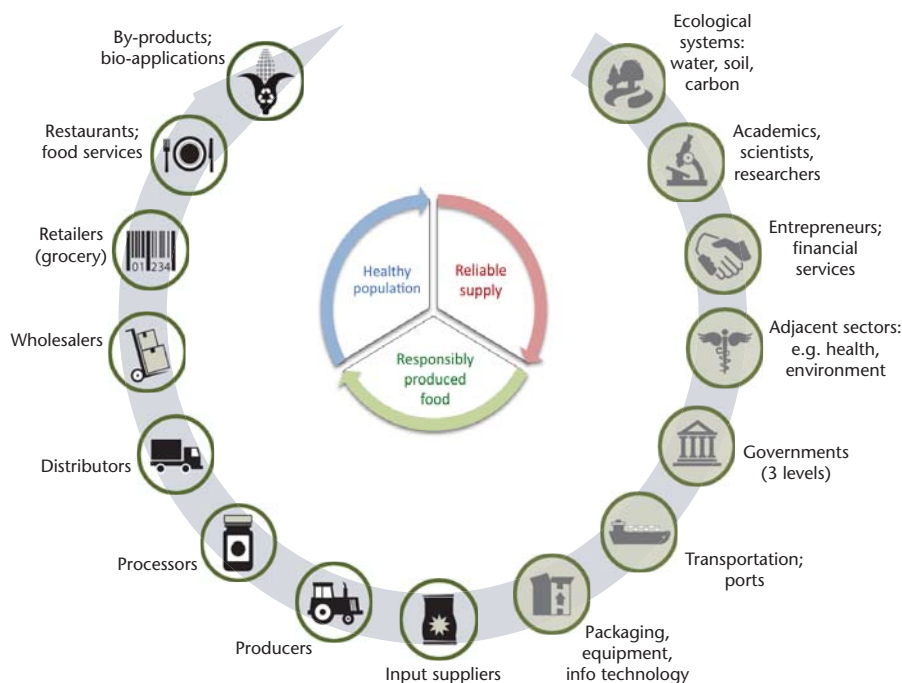 By-products;
bio-applications
Restaurants;
food services
Retailers
(grocery)
01 234
Wholesalers
Distributors
Processors
Producers
Input suppliers
Packaging,
equipment,
info technology
Transportation;
ports
Governments
(3 levels)
Adjacent sectors:
e.g. health,
environment
Entrepreneurs;
financial
services
Academics,
scientists,
researchers
Ecological
systems:
water, soil,
carbon
Healthy
population
Reliable
supply
Responsibly
produced
food